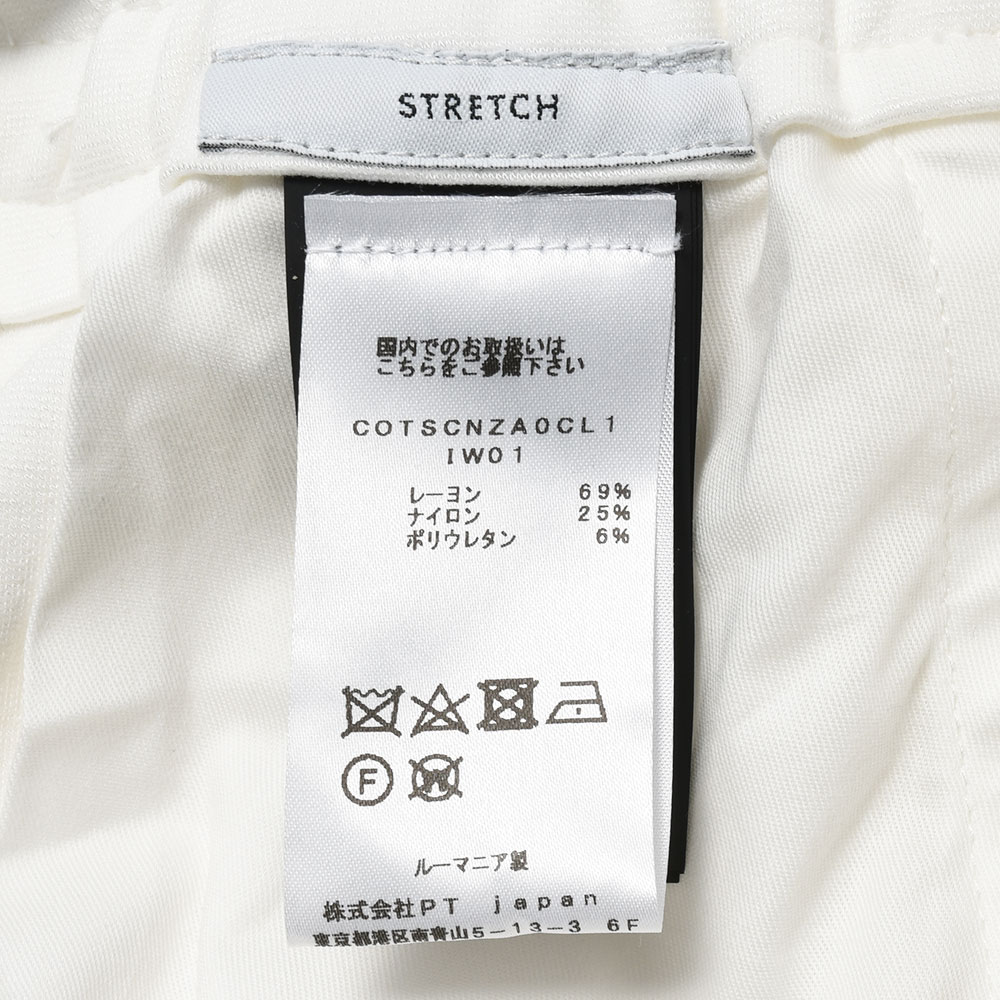 STRETCH
国内でのお取扱いは
こちらをご参照下さい
COTSCNZA0CL1
IW01
レーヨン 69%
ナイロン 25%
ポリウレタン 6%
F W
ルーマニア製
株式会社PT japan
東京都港区南青山5-13-3 6F